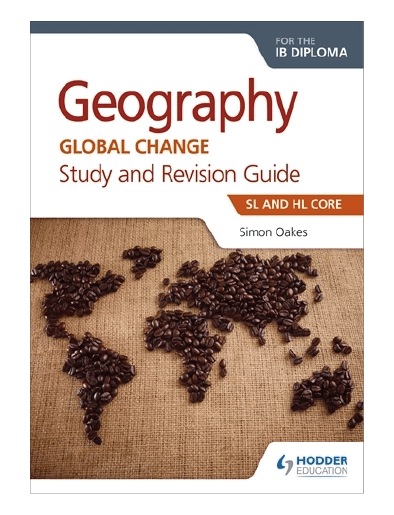 FOR THE
IB DIPLOMA
Geography
GLOBAL CHANGE
Study and Revision Guide
SL AND HL CORE
Simon Oakes
HODDER
EDUCATION